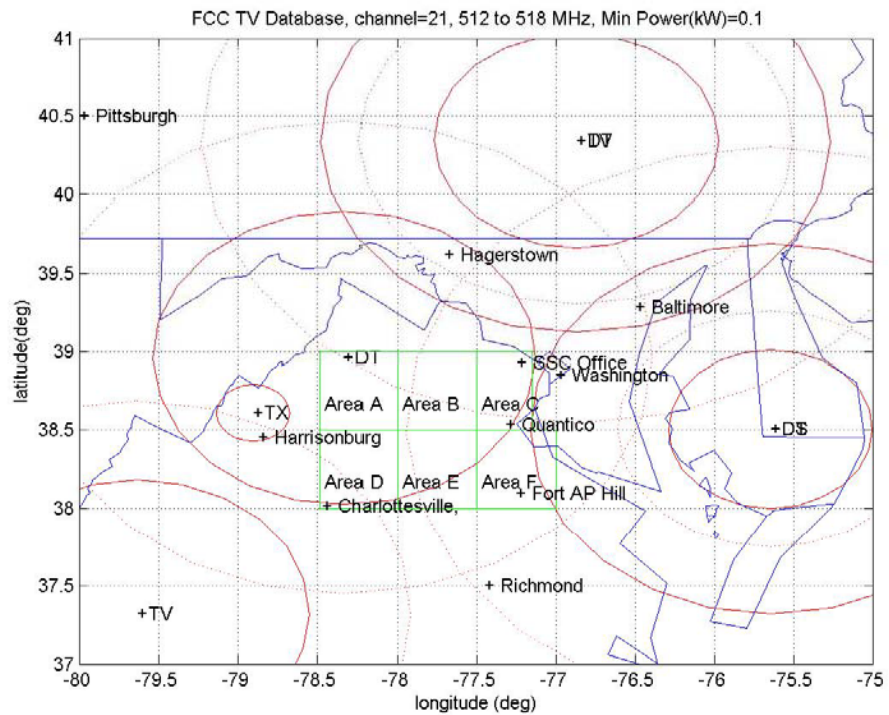 FCC TV Database, channel=21, 512 to 518 MHz, Min Power(kW)=0.1
41
40.5
40
39.5
39
38.5
38
37.5
37
latitude(deg)
Pittsburgh
Hagerstown
Baltimore
DT
SSC Office
Washington
Area A
Area B
Area C
TX
Harrisonburg
Quantico
Area D
Area E
Area F
Charlottesville,
Fort AP Hill
Richmond
TV
-80
-79.5
-79
-78.5
-78
-77.5
-77
-76.5
-76
-75.5
-75
longitude (deg)